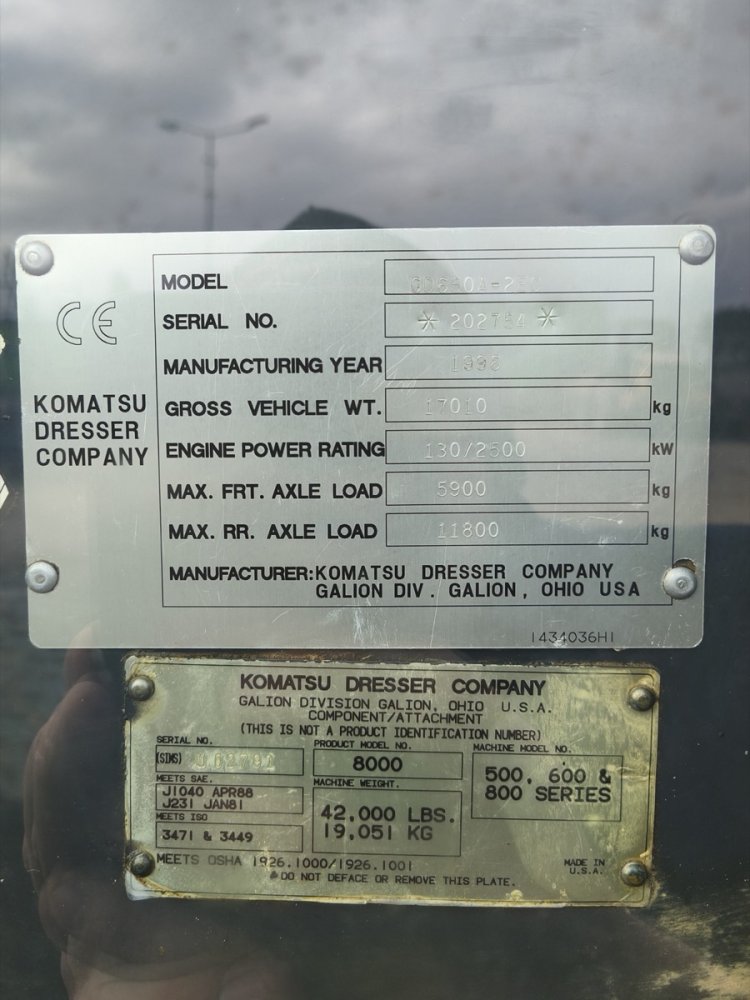 CE
KOMATSU
DRESSER
COMPANY
MODEL
SERIAL NO.
MANUFACTURING YEAR
GROSS VEHICLE WT. 17010 kg
ENGINE POWER RATING 130/2500 kW
MAX. FRT. AXLE LOAD 5900 kg
MAX. RR. AXLE LOAD 11800 kg
MANUFACTURER: KOMATSU DRESSER COMPANY
GALION DIV. GALION, OHIO USA
1434036H1
KOMATSU DRESSER COMPANY
GALION DIVISION GALION, OHIO U.S.A.
COMPONENT/ATTACHMENT
(THIS IS NOT A PRODUCT IDENTIFICATION NUMBER)
SERIAL NO.
(SIMS)
PRODUCT MODEL NO.
8000
MACHINE MODEL NO.
500, 600 &
800 SERIES
MEETS SAE.
J1040 APR88
J231 JAN81
MACHINE WEIGHT.
42,000 LBS.
19,051 KG
MEETS ISO
3471 & 3449
MEETS OSHA 1926.1000/1926.1001
DO NOT DEFACE OR REMOVE THIS PLATE.
MADE IN
U.S.A.